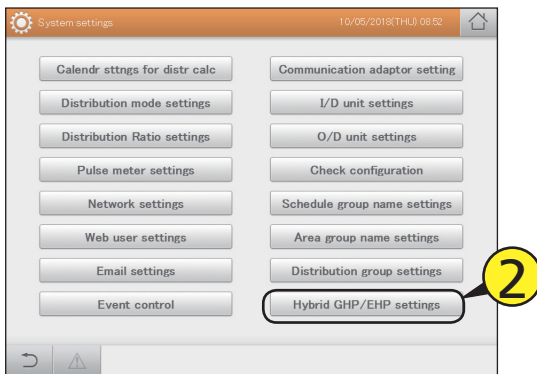 System settings 10/05/2018(THU) 08:52
Calendr sttngs for distr calc
Communication adaptor setting
Distribution mode settings
I/D unit settings
Distribution Ratio settings
O/D unit settings
Pulse meter settings
Check configuration
Network settings
Schedule group name settings
Web user settings
Area group name settings
Email settings
Distribution group settings
Event control
Hybrid GHP/EHP settings
2